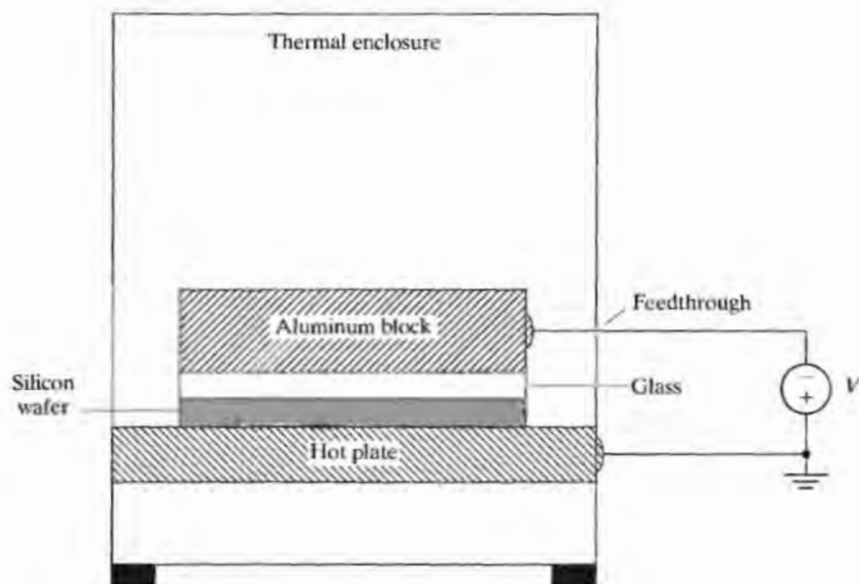 Thermal enclosure
Feedthrough
Aluminum block
Silicon
wafer
Glass
−
+
V
Hot plate